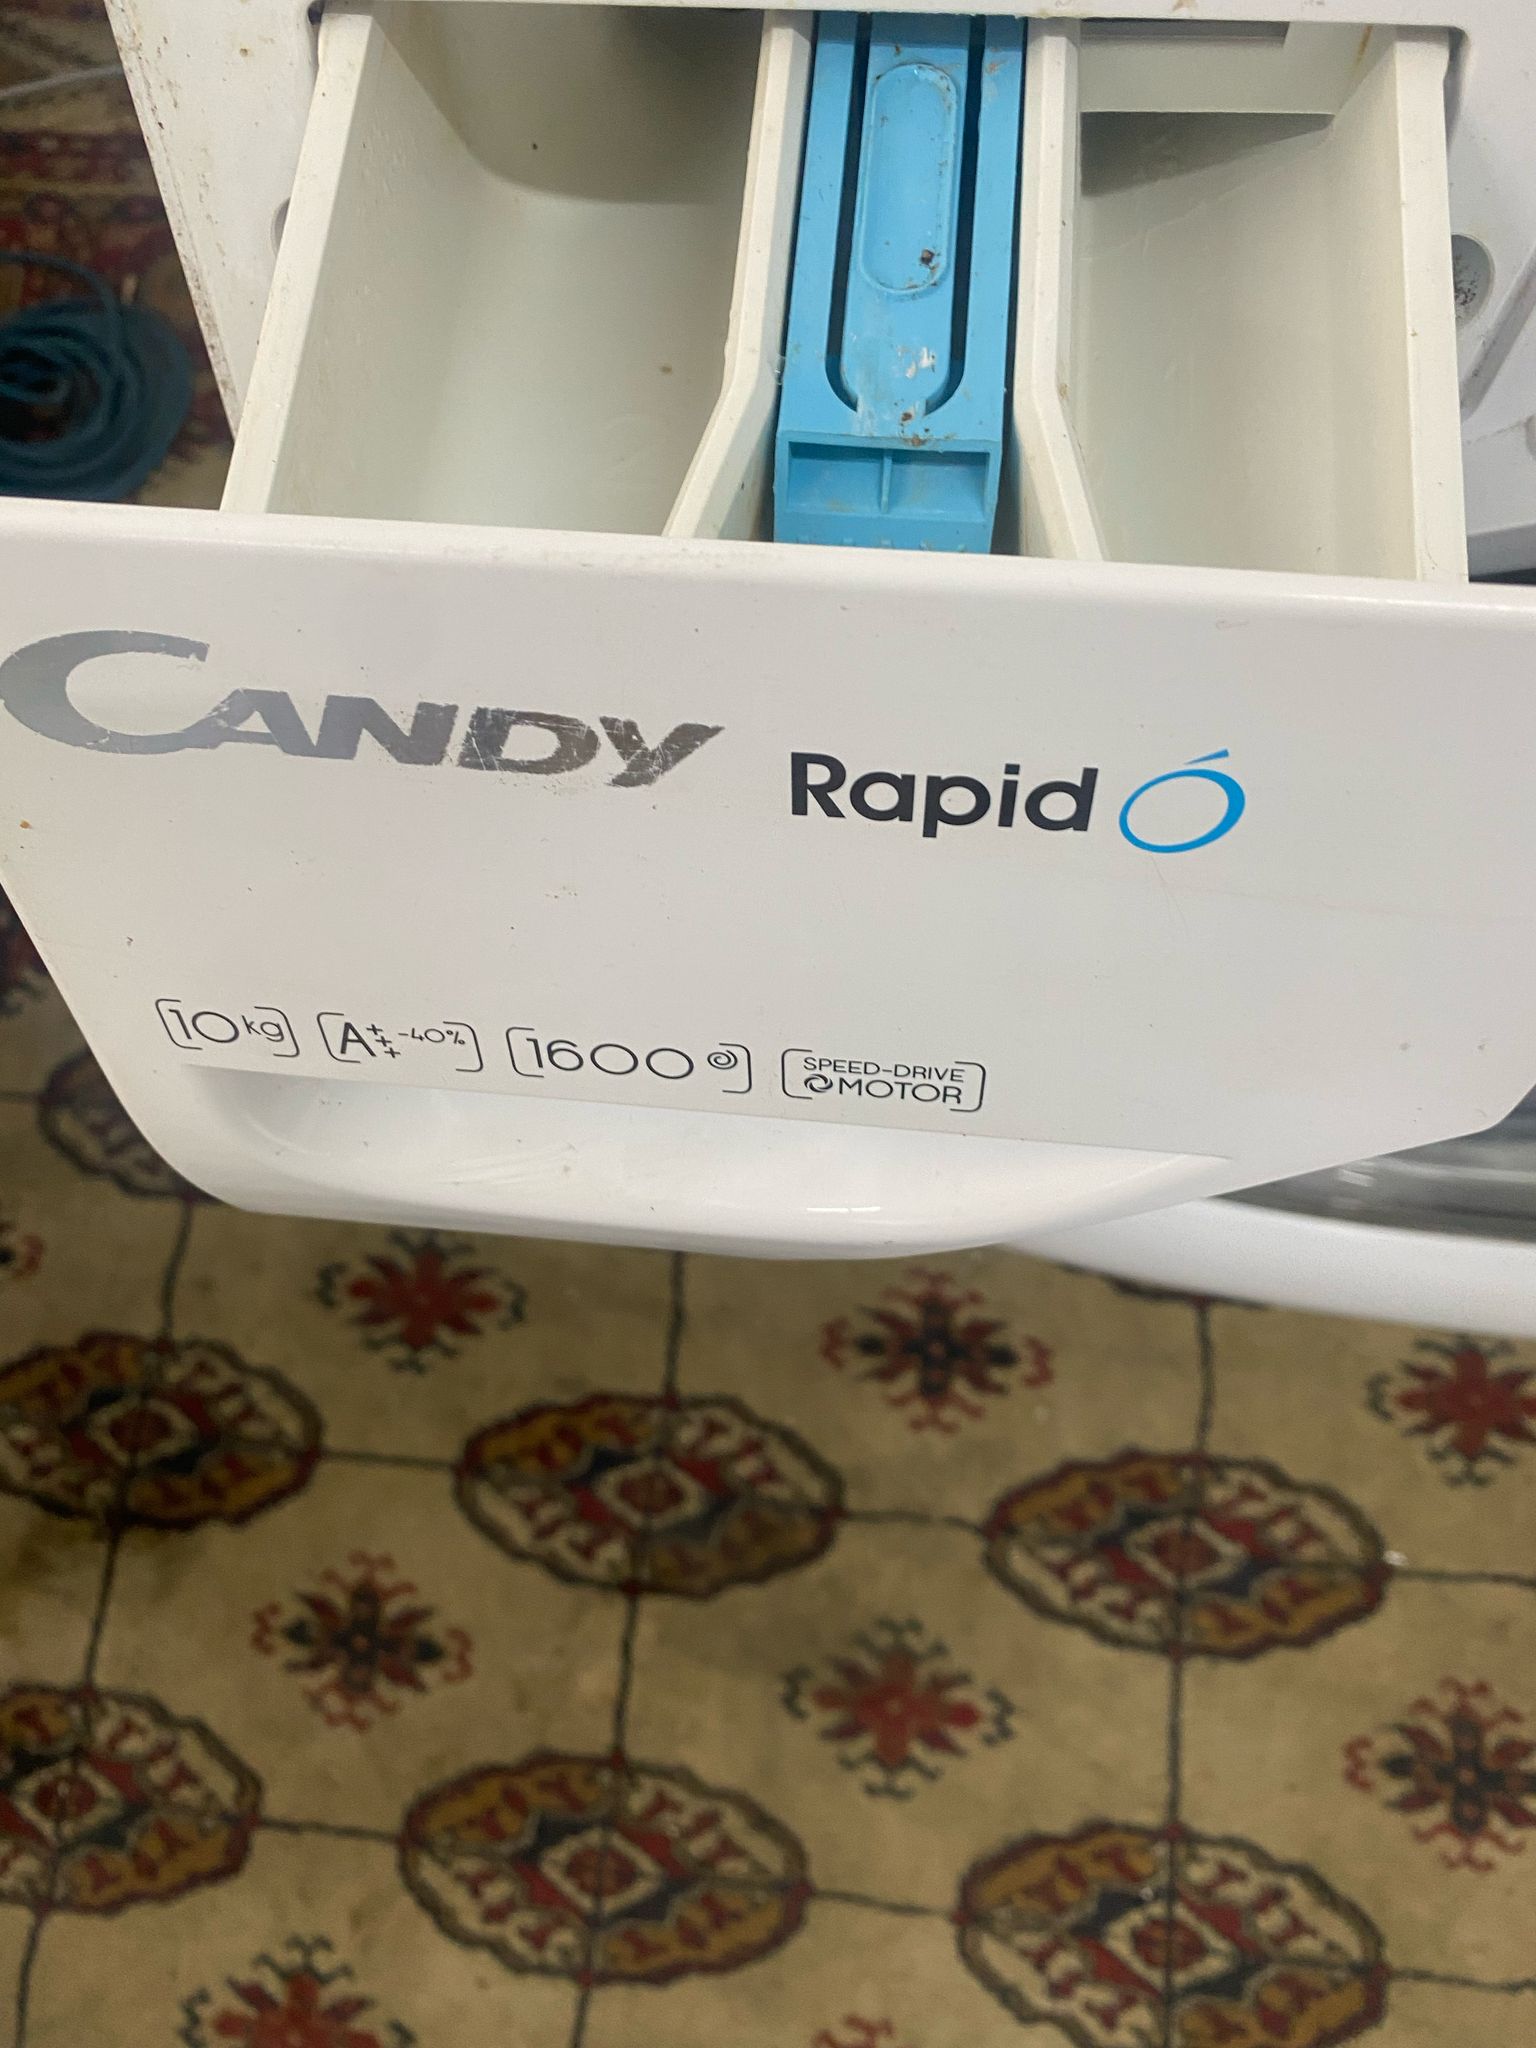 CANDY Rapid Ó
10kg A+++ -40% 1600 SPEED-DRIVE
MOTOR